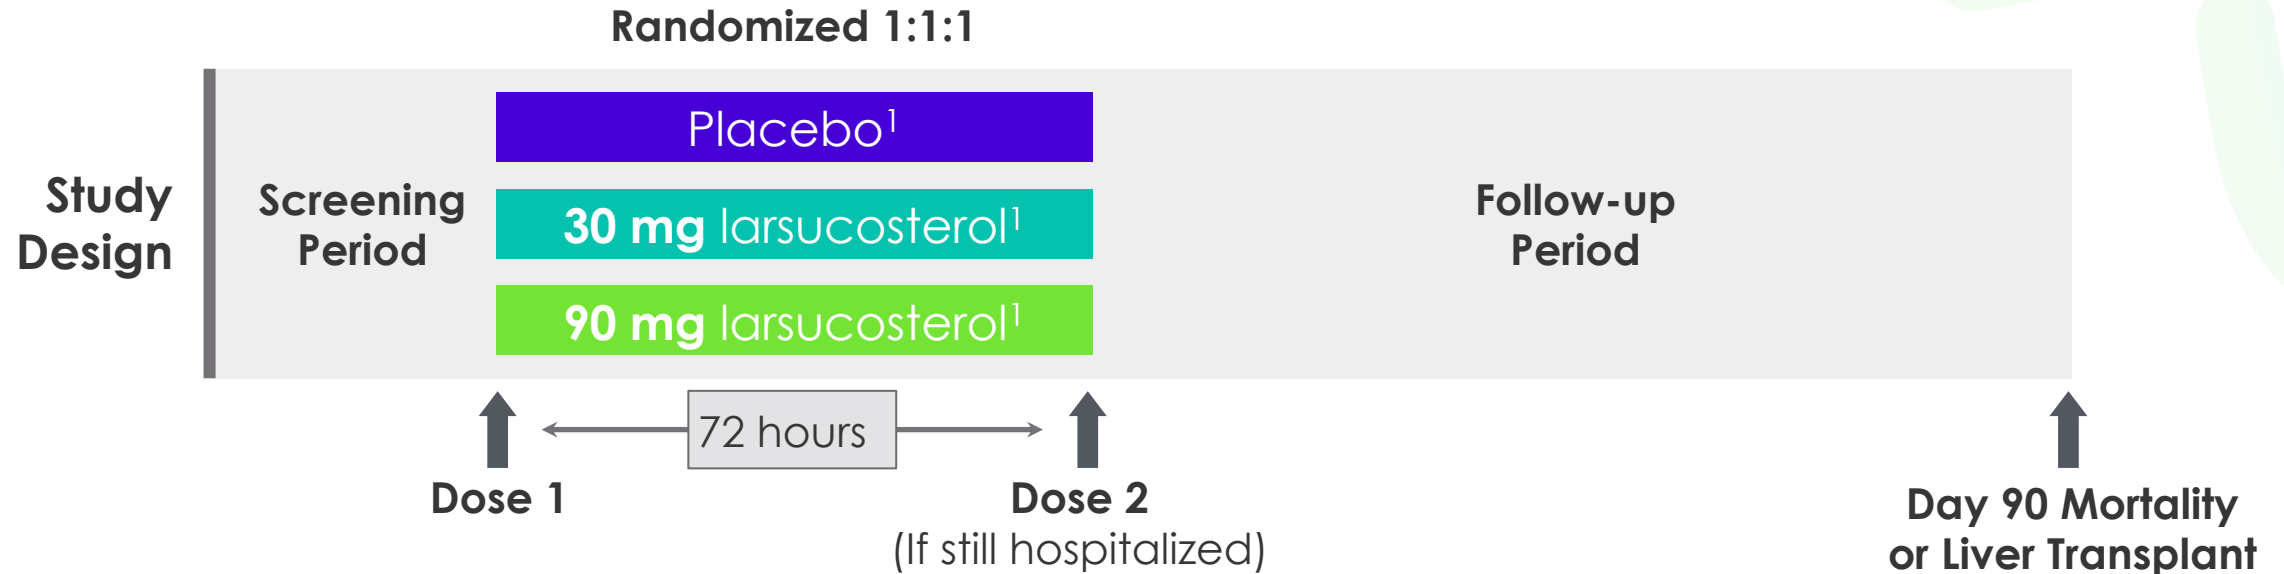 Randomized 1:1:1
Study
Design
Screening
Period
Placebo¹
30 mg larsucosterol¹
90 mg larsucosterol¹
Follow-up
Period
72 hours
Dose 1
Dose 2
(If still hospitalized)
Day 90 Mortality
or Liver Transplant